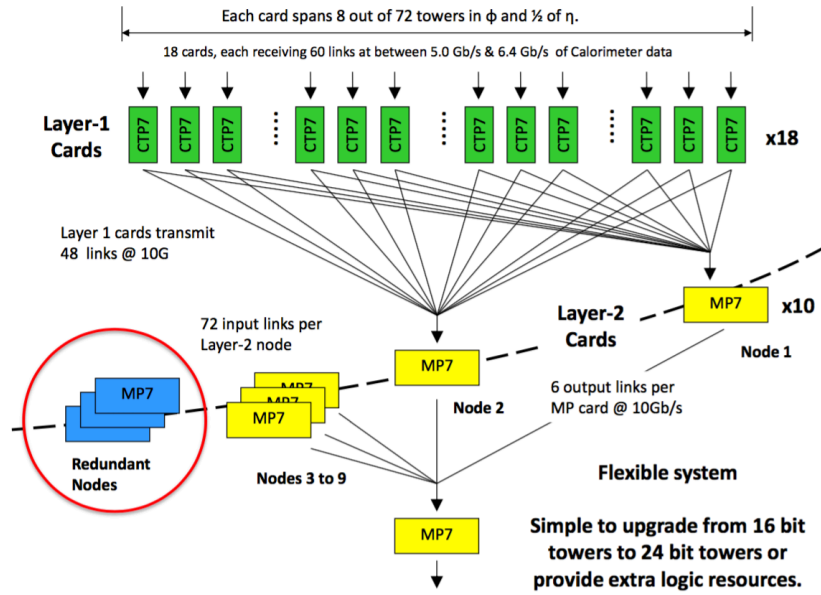 Each card spans 8 out of 72 towers in ϕ and ½ of η.
18 cards, each receiving 60 links at between 5.0 Gb/s & 6.4 Gb/s of Calorimeter data
Layer-1
Cards
CTP7
CTP7
CTP7
CTP7
CTP7
CTP7
CTP7
CTP7
CTP7
CTP7
CTP7
CTP7
x18
Layer 1 cards transmit
48 links @ 10G
MP7
x10
Layer-2
Cards
Node 1
72 input links per
Layer-2 node
MP7
Node 2
6 output links per
MP card @ 10Gb/s
MP7
MP7
Redundant
Nodes
Nodes 3 to 9
Flexible system
MP7
Simple to upgrade from 16 bit
towers to 24 bit towers or
provide extra logic resources.